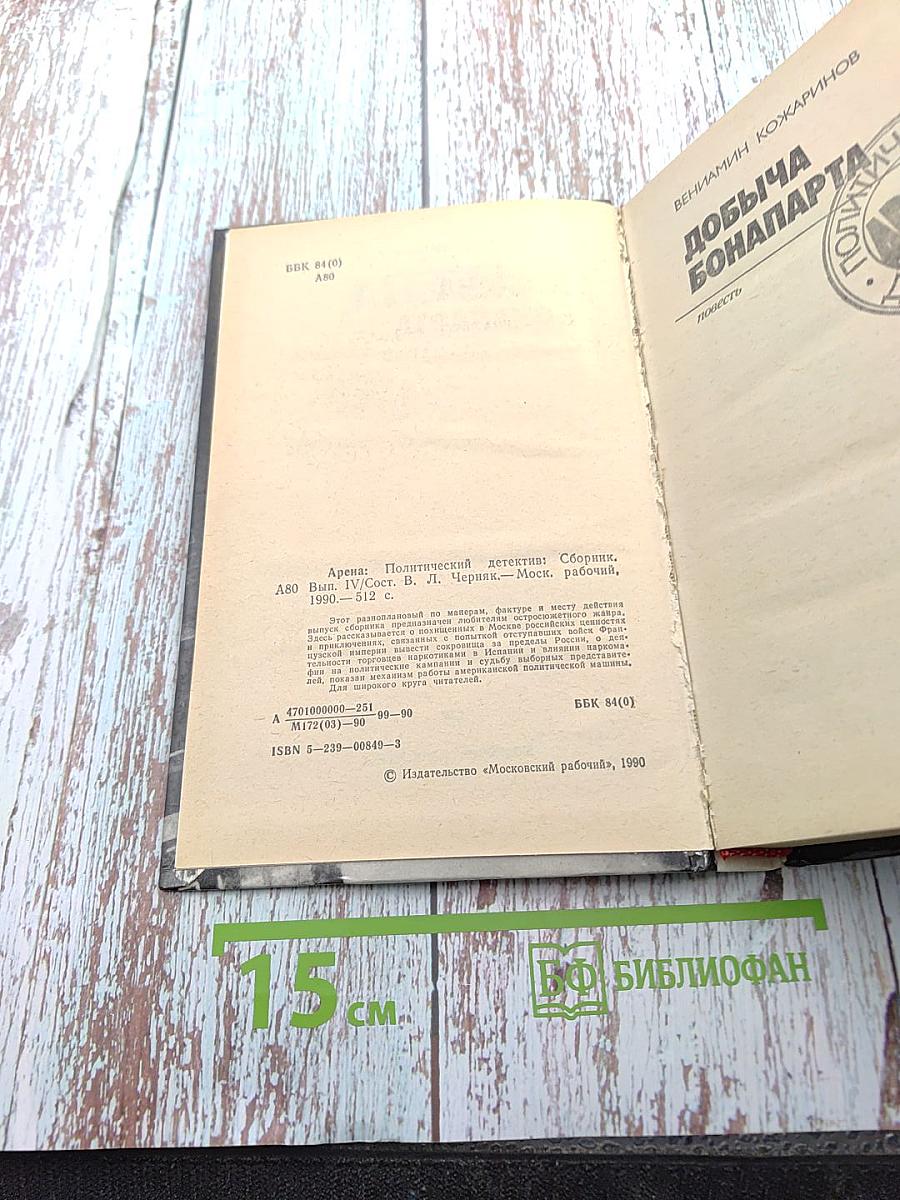 ББК 84(0)
А80
Арена: Политический детектив: Сборник.
А80 Вып. IV/Сост. В. Л. Черняк.— Моск. рабочий,
1990.— 512 с.
Этот разноплановый по манерам, фактуре и месту действия
выпуск сборника предназначен любителям остросюжетного жанра.
Здесь рассказывается о похищенных в Москве российских ценностях
и приключениях, связанных с попыткой отступавших войск Фран-
цузской империи вывести сокровища за пределы России, о дея-
тельности торговцев наркотиками в Испании и влиянии наркома-
фии на политические кампании и судьбу выборных представите-
лей, показан механизм работы американской политической машины.
Для широкого круга читателей.
А 4701000000—251
М172(03)—90 99—90
ББК 84(0)
ISBN 5—239—00849—3
© Издательство «Московский рабочий», 1990
ВЕНИАМИН КОЖАРИНОВ
ДОБЫЧА
БОНАПАРТА
повесть
15 см
БФ БИБЛИОФАН